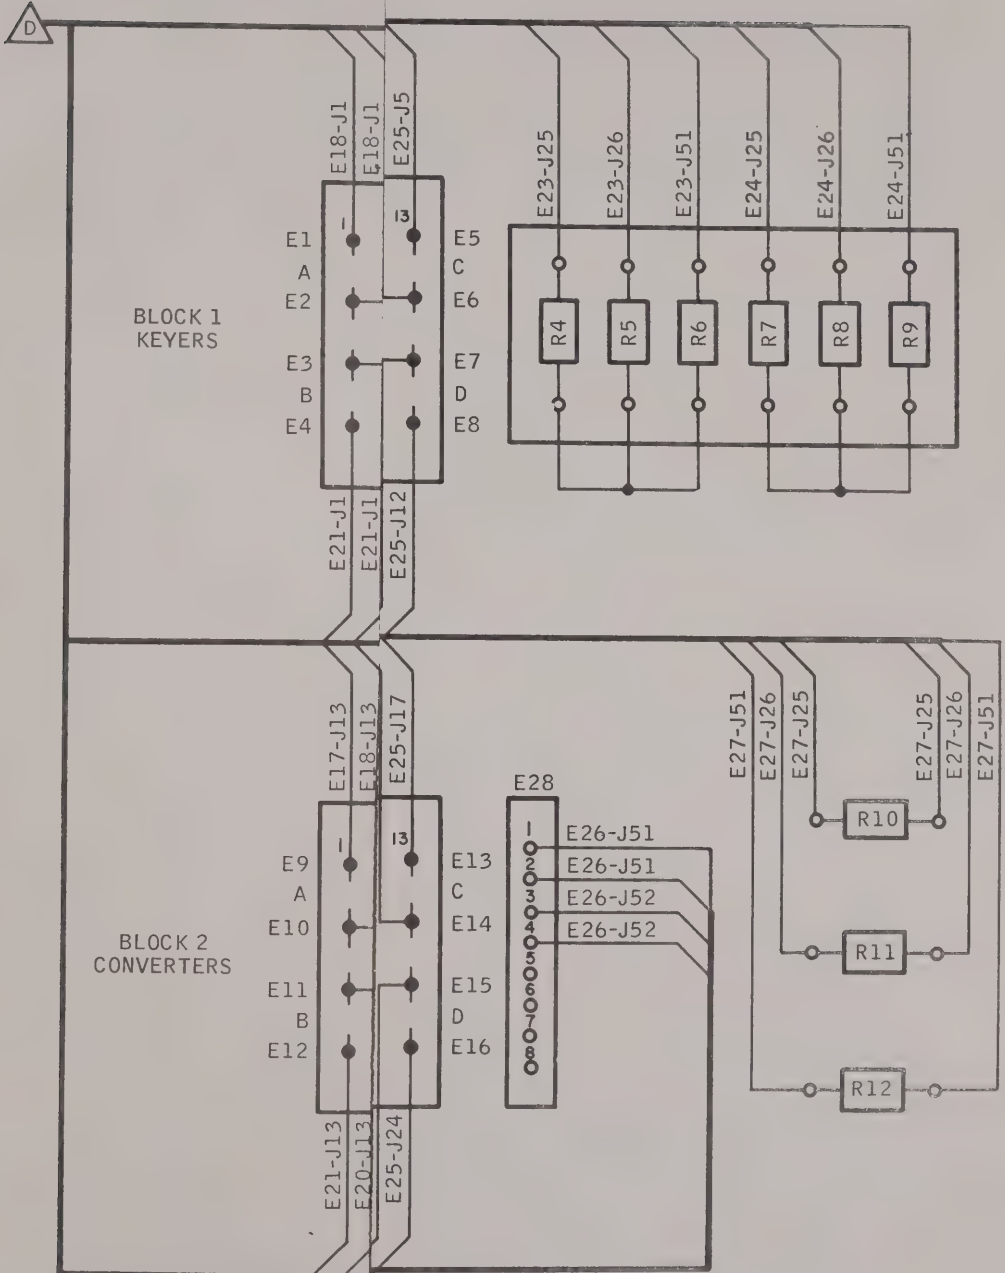 D
E18-J1
E18-J1
E25-J5
E23-J25
E23-J26
E23-J51
E24-J25
E24-J26
E24-J51
BLOCK 1
KEYERS
1
13
E1
A
E2
E3
B
E4
E5
C
E6
E7
D
E8
R4
R5
R6
R7
R8
R9
E21-J1
E21-J1
E25-J12
E17-J13
E18-J13
E25-J17
BLOCK 2
CONVERTERS
1
13
E9
A
E10
E11
B
E12
E13
C
E14
E15
D
E16
E21-J13
E20-J13
E25-J24
E28
1
2
3
4
5
6
7
8
E26-J51
E26-J51
E26-J52
E26-J52
E27-J51
E27-J26
E27-J25
E27-J25
E27-J26
E27-J51
R10
R11
R12